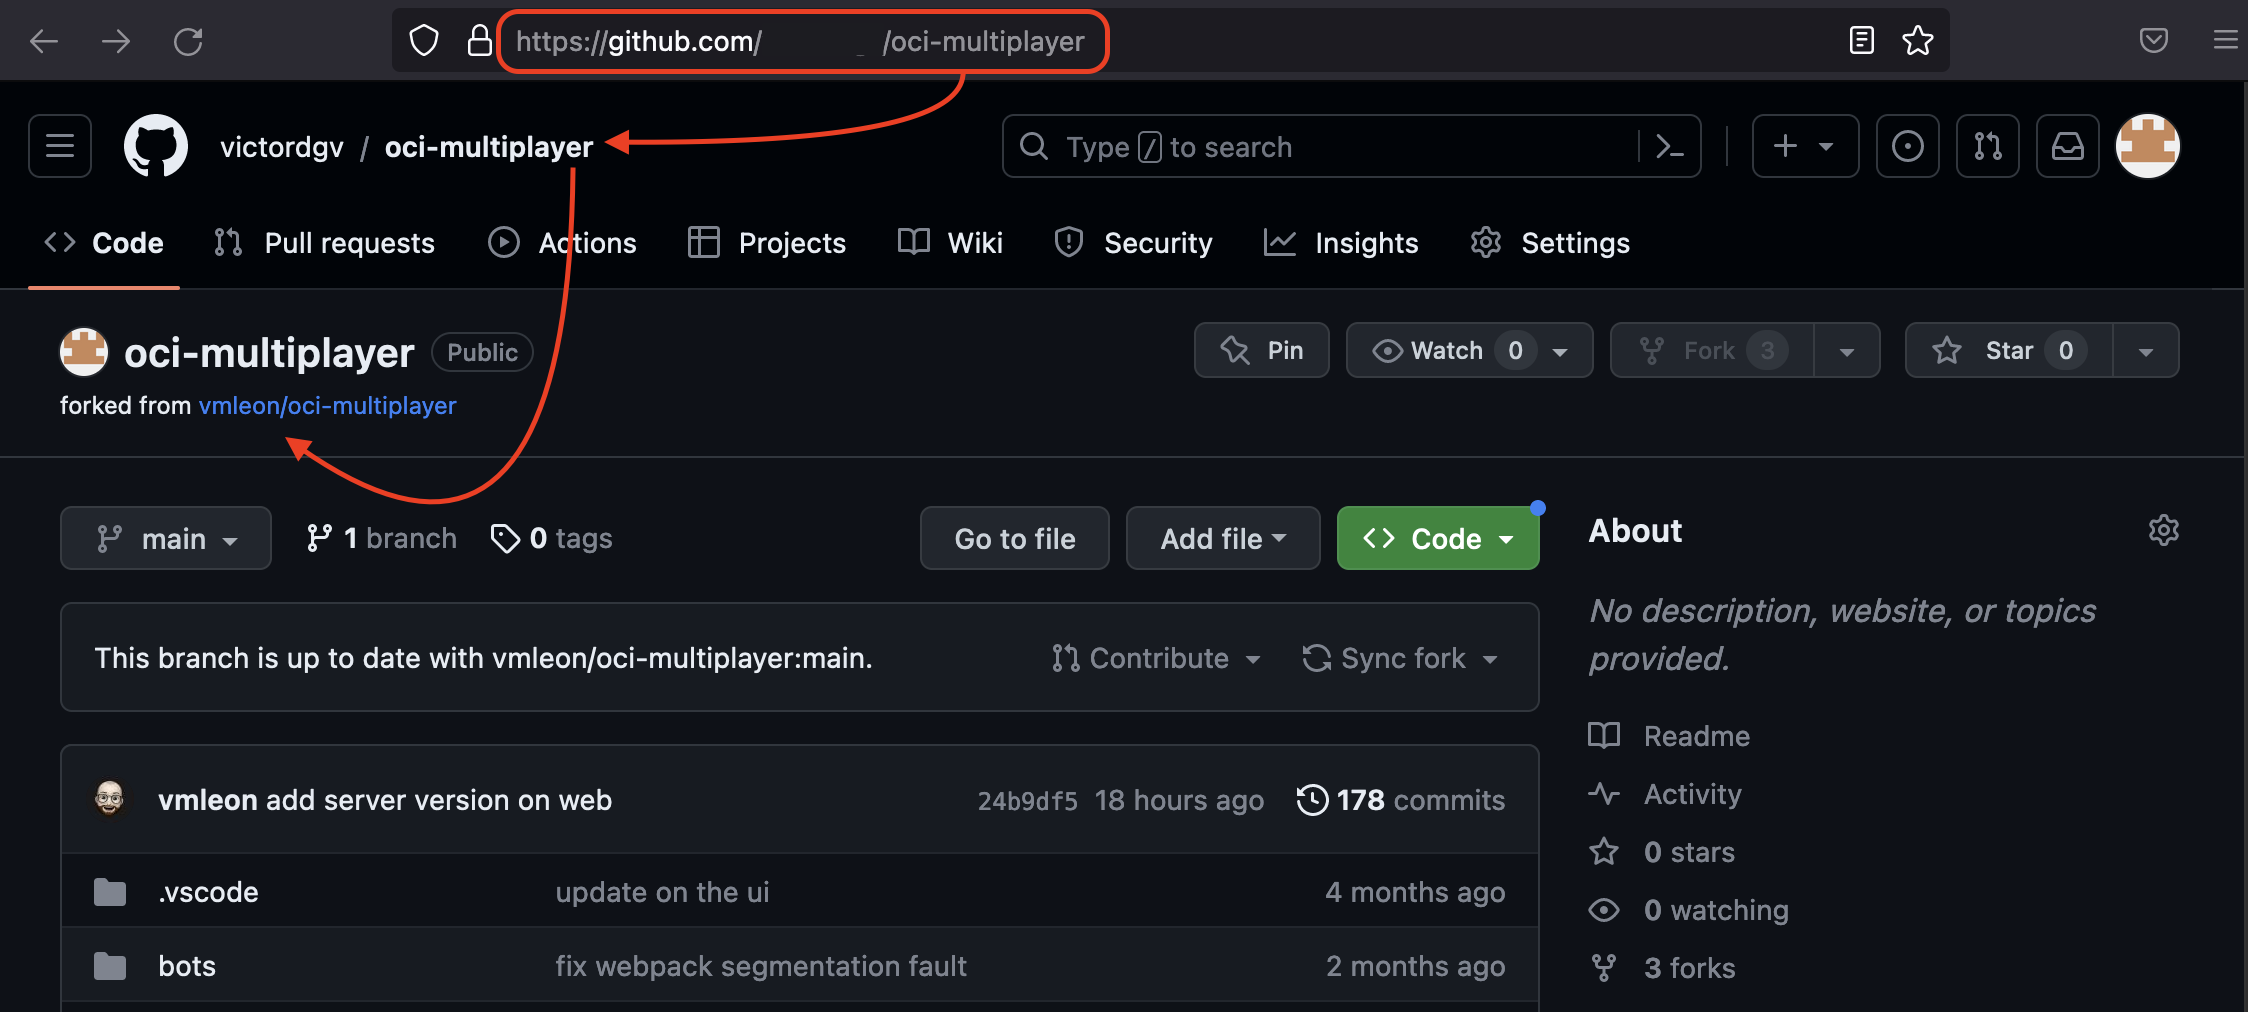 https://github.com/ _ /oci-multiplayer
victordgv / oci-multiplayer
Type / to search
Code Pull requests Actions Projects Wiki Security Insights Settings
oci-multiplayer Public
Pin Watch 0 Fork 3 Star 0
forked from vmleon/oci-multiplayer
main 1 branch 0 tags Go to file Add file Code
About
No description, website, or topics
provided.
This branch is up to date with vmleon/oci-multiplayer:main. Contribute Sync fork
Readme
Activity
0 stars
0 watching
3 forks
vmleon add server version on web 24b9df5 18 hours ago 178 commits
.vscode update on the ui 4 months ago
bots fix webpack segmentation fault 2 months ago